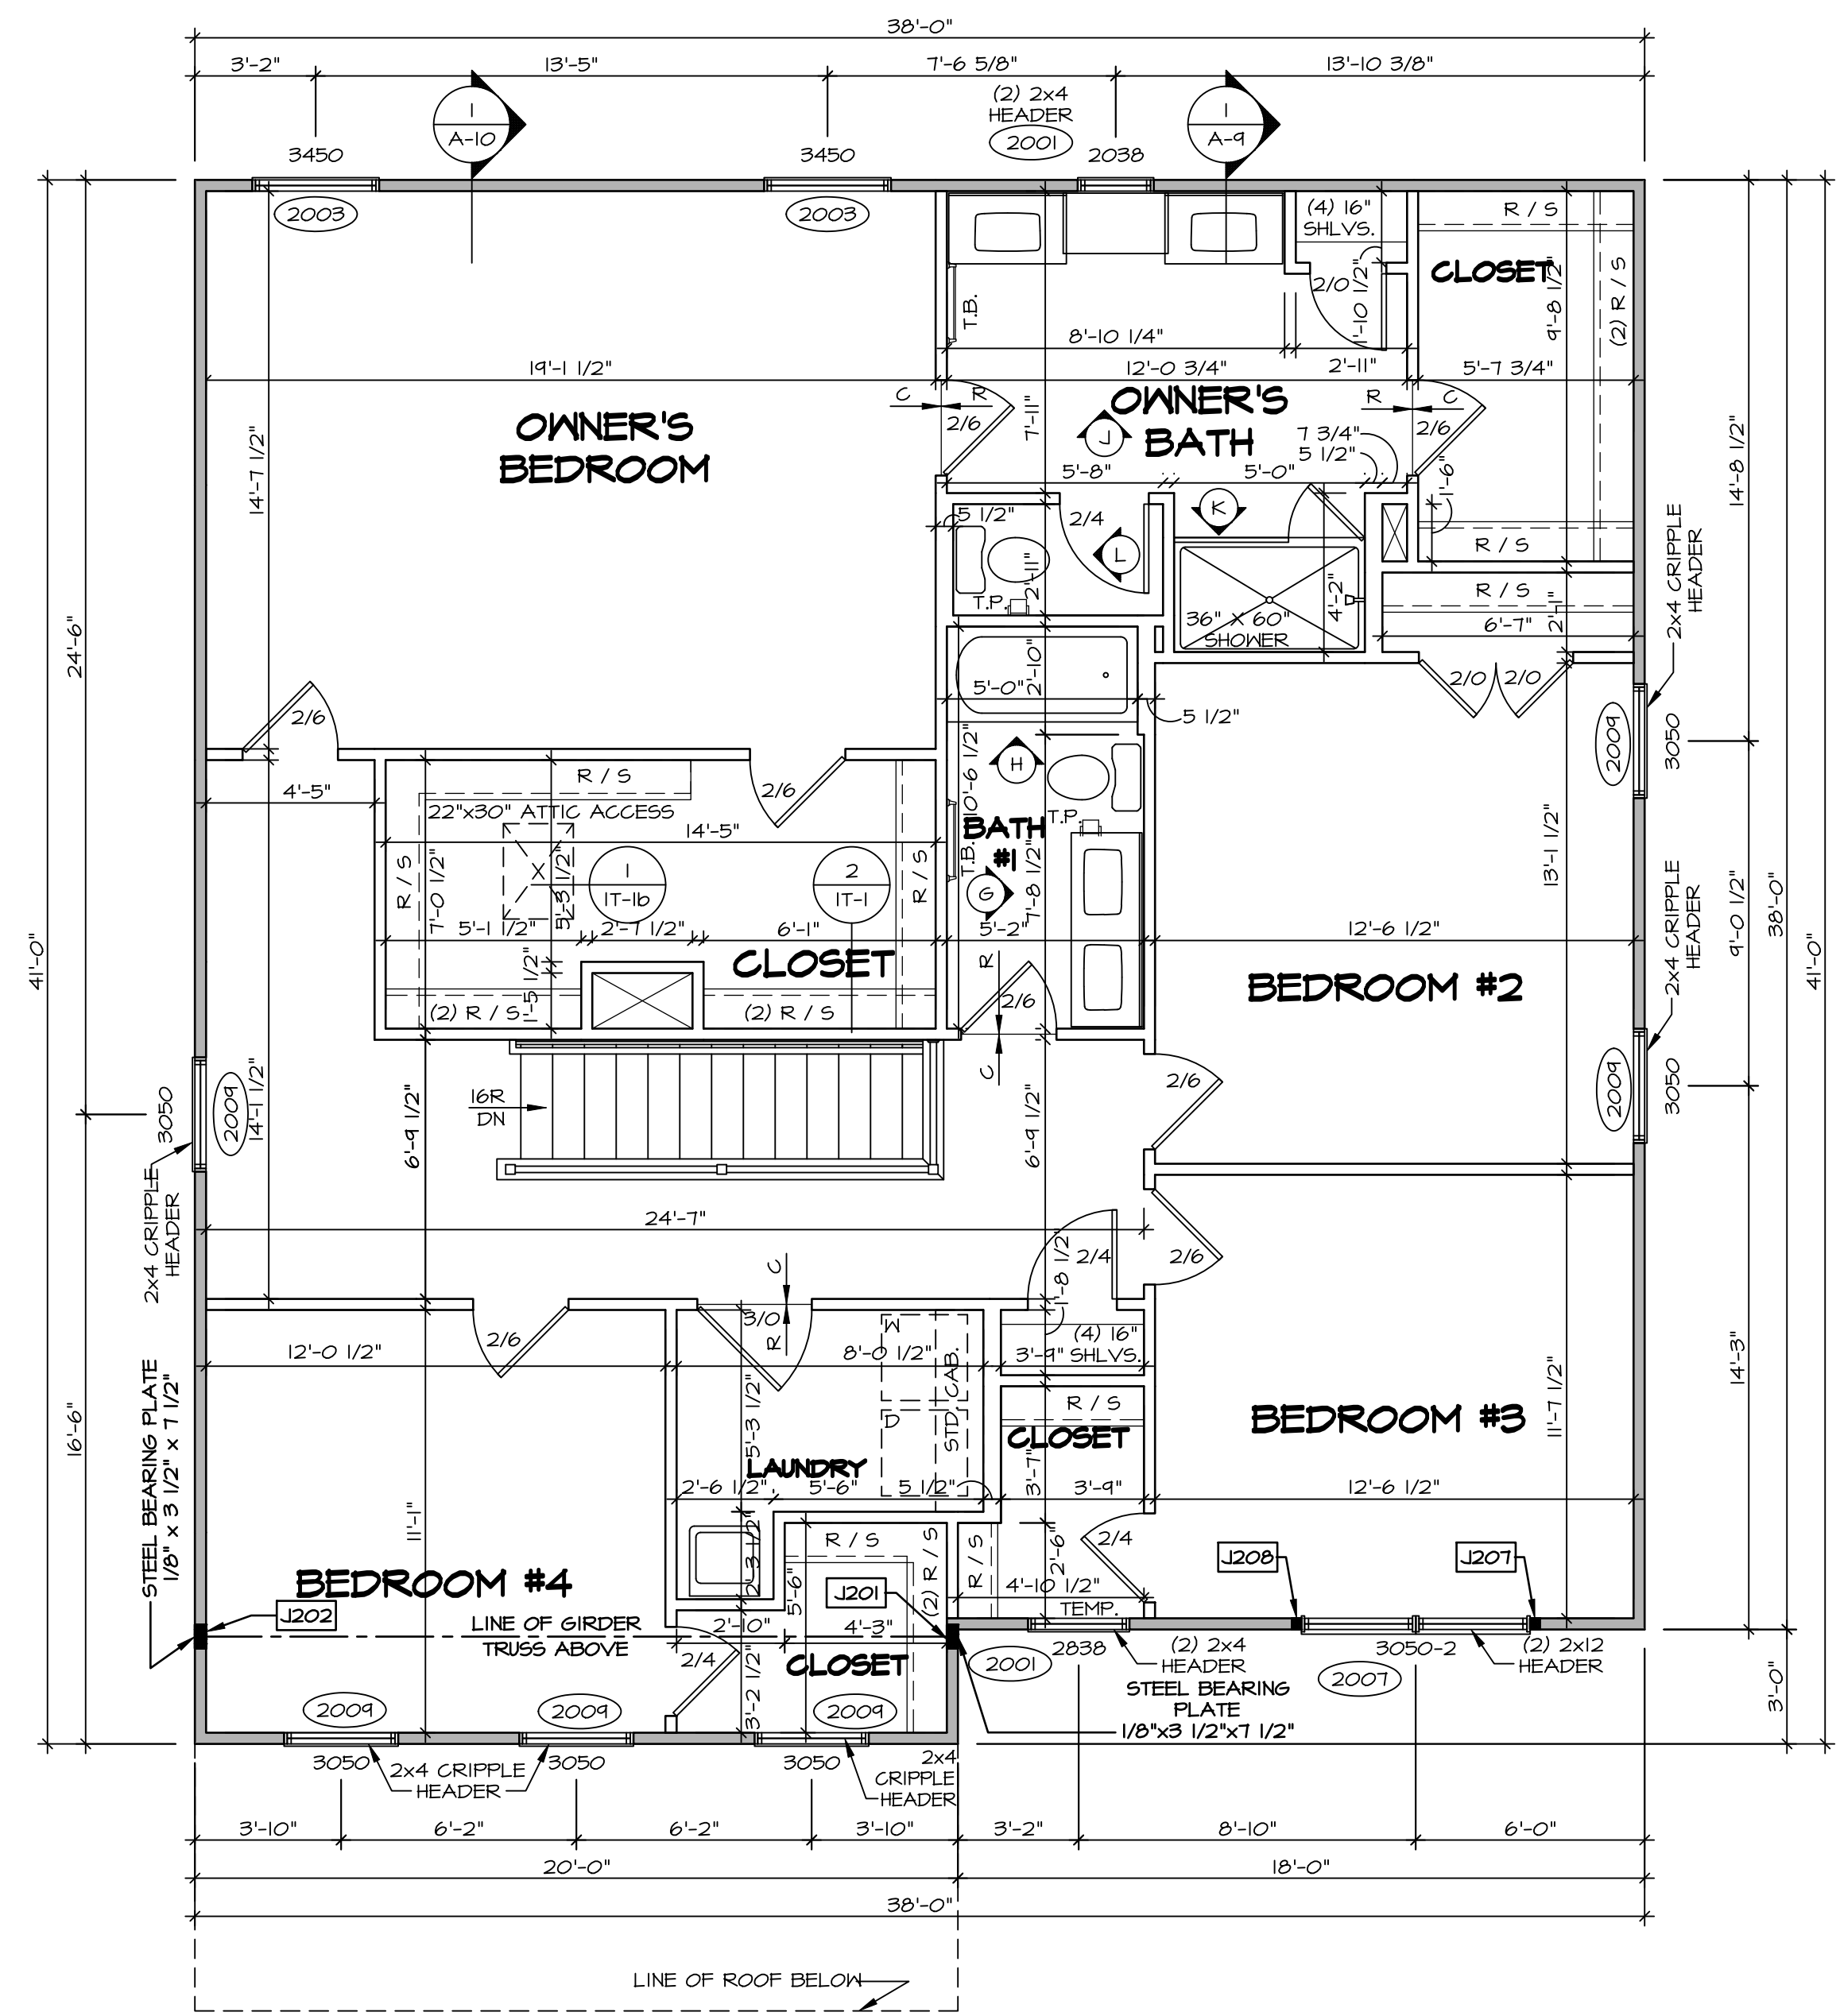 38'-0"
3'-2"
13'-5"
7'-6 5/8"
13'-10 3/8"
(2) 2x4
HEADER
2001
1
A-10
1
A-9
3450
3450
2038
2003
2003
(4) 16"
SHLVS.
R / S
CLOSET
2/0
1'-10 1/2"
9'-8 1/2"
(2) R / S
T.B.
8'-10 1/4"
19'-1 1/2"
12'-0 3/4"
2'-11"
5'-7 3/4"
C
R
2/6
7'-11"
OWNER'S
BATH
J
R
C
2/6
OWNER'S
BEDROOM
14'-7 1/2"
7 3/4"
5 1/2"
5'-8"
5'-0"
1'-6"
14'-8 1/2"
K
5 1/2"
2/4
L
R / S
2x4 CRIPPLE
HEADER
2'-11"
T.P.
36" X 60"
SHOWER
4'-2"
R / S
2'-1"
6'-7"
24'-6"
2'-10"
5'-0"
5 1/2"
2/0
2/0
2/6
2009
3050
4'-5"
R / S
2/6
22"x30" ATTIC ACCESS
14'-5"
10'-6 1/2"
H
T.P.
BATH
#1
T.B.
R / S
7'-0 1/2"
X
5'-3 1/2"
1
1T-1b
2
1T-1
R / S
G
7'-8 1/2"
13'-1 1/2"
2x4 CRIPPLE
HEADER
9'-0 1/2"
38'-0"
41'-0"
41'-0"
5'-1 1/2"
2'-7 1/2"
6'-1"
5'-2"
12'-6 1/2"
CLOSET
R
BEDROOM #2
1'-5 1/2"
(2) R / S
(2) R / S
2/6
C
2009
3050
14'-1 1/2"
6'-9 1/2"
16R
DN
6'-9 1/2"
2/6
2009
3050
2x4 CRIPPLE
HEADER
24'-7"
C
2/4
2/6
1'-8 1/2"
2/6
3/0
R
W
(4) 16"
SHLVS.
12'-0 1/2"
8'-0 1/2"
3'-9"
STEEL BEARING PLATE
1/8" x 3 1/2" x 7 1/2"
16'-6"
5'-3 1/2"
D
STD. CAB.
R / S
CLOSET
BEDROOM #3
11'-7 1/2"
14'-3"
LAUNDRY
2'-6 1/2"
5'-6"
5 1/2"
3'-7"
3'-9"
12'-6 1/2"
11'-1"
2'-3 1/2"
R / S
(2) R / S
R / S
2'-6"
2/4
J208
J207
BEDROOM #4
J202
5'-6"
J201
4'-10 1/2"
TEMP.
LINE OF GIRDER
TRUSS ABOVE
2'-10"
4'-3"
2/4
CLOSET
3'-2 1/2"
2001
2838
(2) 2x4
HEADER
3050-2
2007
(2) 2x12
HEADER
STEEL BEARING
PLATE
1/8"x3 1/2"x7 1/2"
3'-0"
2009
2009
2009
3050
2x4 CRIPPLE
HEADER
3050
3050
2x4
CRIPPLE
HEADER
3'-10"
6'-2"
6'-2"
3'-10"
3'-2"
8'-10"
6'-0"
20'-0"
18'-0"
38'-0"
LINE OF ROOF BELOW